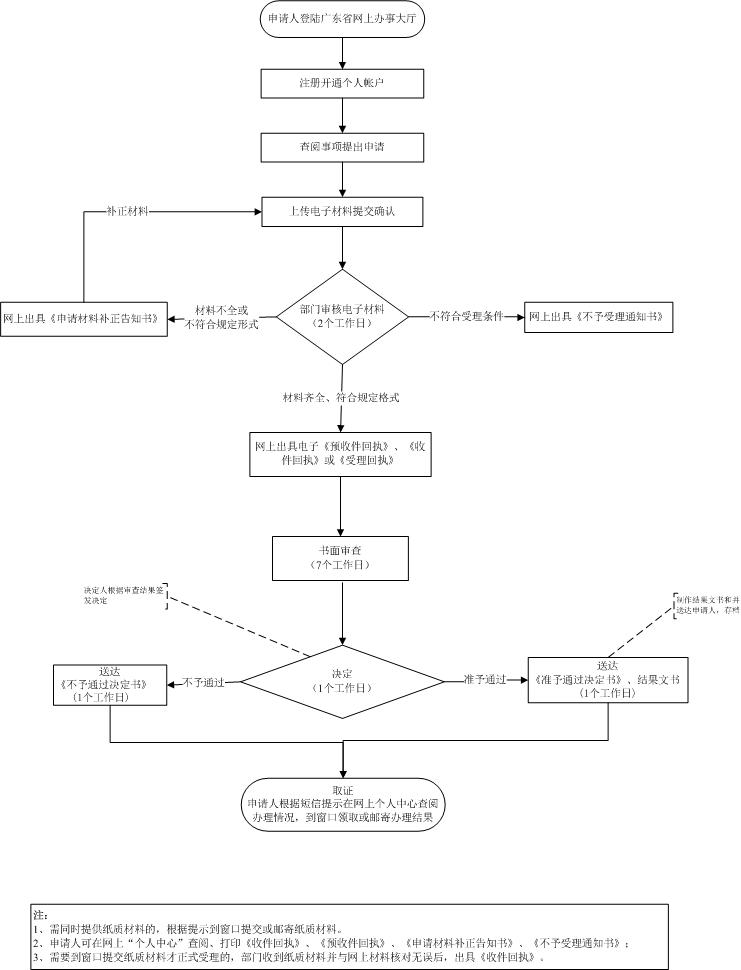 申请人登陆广东省网上办事大厅
注册开通个人帐户
查阅事项提出申请
补正材料
上传电子材料提交确认
网上出具《申请材料补正告知书》
材料不全或
不符合规定形式
部门审核电子材料
（2个工作日）
不符合受理条件
网上出具《不予受理通知书》
材料齐全、符合规定格式
网上出具电子《预收件回执》、《收
件回执》或《受理回执》
书面审查
（7个工作日）
决定人根据审查结果签
发决定
制作结果文书和并
送达申请人，存档
送达
《不予通过决定书》
（1个工作日）
不予通过
决定
（1个工作日）
准予通过
送达
《准予通过决定书》、结果文书
（1个工作日）
取证
申请人根据短信提示在网上个人中心查阅
办理情况，到窗口领取或邮寄办理结果
注：
1、需同时提供纸质材料的，根据提示到窗口提交或邮寄纸质材料。
2、申请人可在网上“个人中心”查阅、打印《收件回执》、《预收件回执》、《申请材料补正告知书》、《不予受理通知书》；
3、需要到窗口提交纸质材料才正式受理的，部门收到纸质材料并与网上材料核对无误后，出具《收件回执》。